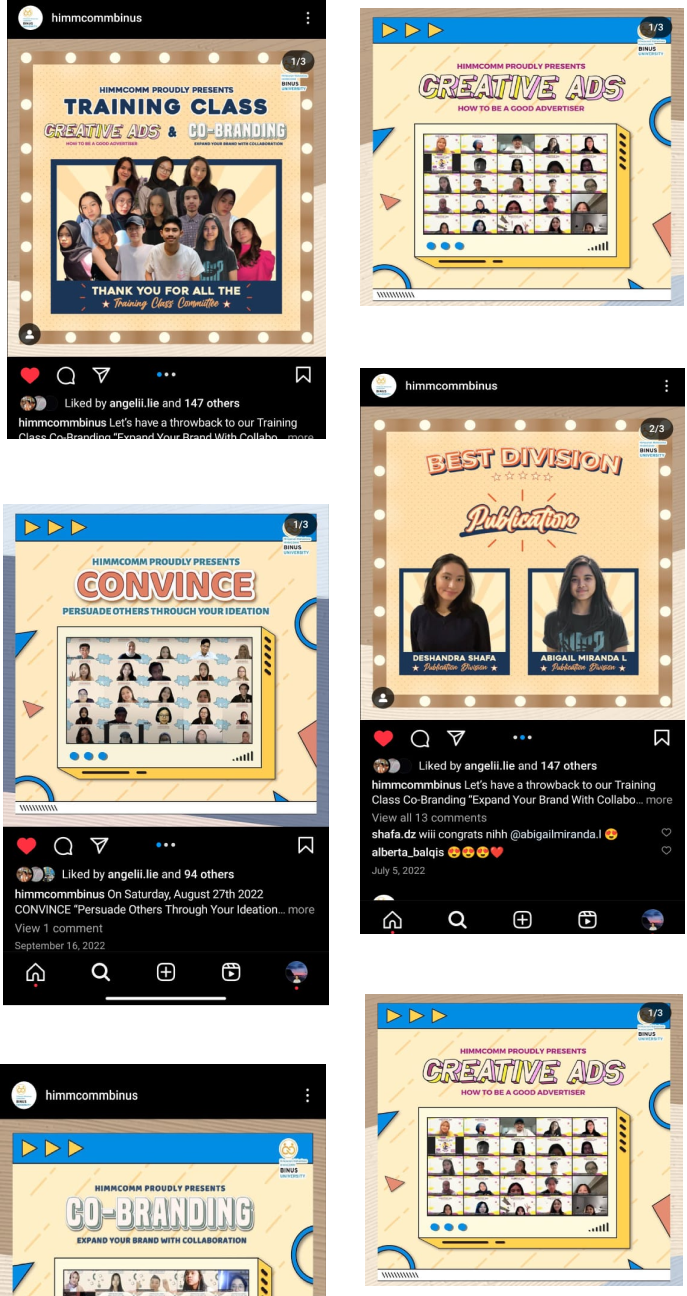 himmcommbinus
1/3
BINUS
UNIVERSITY
HIMMCOMM PROUDLY PRESENTS
TRAINING CLASS
CREATIVE ADS & CO-BRANDING
HOW TO BE A GOOD ADVERTISER
EXPAND YOUR BRAND WITH COLLABORATION
THANK YOU FOR ALL THE
Training Class Committee
Liked by angelii.lie and 147 others
himmcommbinus Let's have a throwback to our Training
Class Co-Branding "Expand Your Brand With Collabo... more
1/3
BINUS
UNIVERSITY
HIMMCOMM PROUDLY PRESENTS
CREATIVE ADS
HOW TO BE A GOOD ADVERTISER
himmcommbinus
2/3
BINUS
UNIVERSITY
BEST DIVISION
Publication
DESHANDRA SHAFA
Publication Division
ABIGAIL MIRANDA L
Publication Division
Liked by angelii.lie and 147 others
himmcommbinus Let's have a throwback to our Training
Class Co-Branding "Expand Your Brand With Collabo... more
View all 13 comments
shafa.dz wiii congrats nihh @abigailmiranda.l 😍
alberta_balqis 😍😍😍❤️
July 5, 2022
1/3
BINUS
UNIVERSITY
HIMMCOMM PROUDLY PRESENTS
CONVINCE
PERSUADE OTHERS THROUGH YOUR IDEATION
Liked by angelii.lie and 94 others
himmcommbinus On Saturday, August 27th 2022
CONVINCE "Persuade Others Through Your Ideation... more
View 1 comment
September 16, 2022
himmcommbinus
BINUS
UNIVERSITY
HIMMCOMM PROUDLY PRESENTS
CO-BRANDING
EXPAND YOUR BRAND WITH COLLABORATION
1/3
BINUS
UNIVERSITY
HIMMCOMM PROUDLY PRESENTS
CREATIVE ADS
HOW TO BE A GOOD ADVERTISER